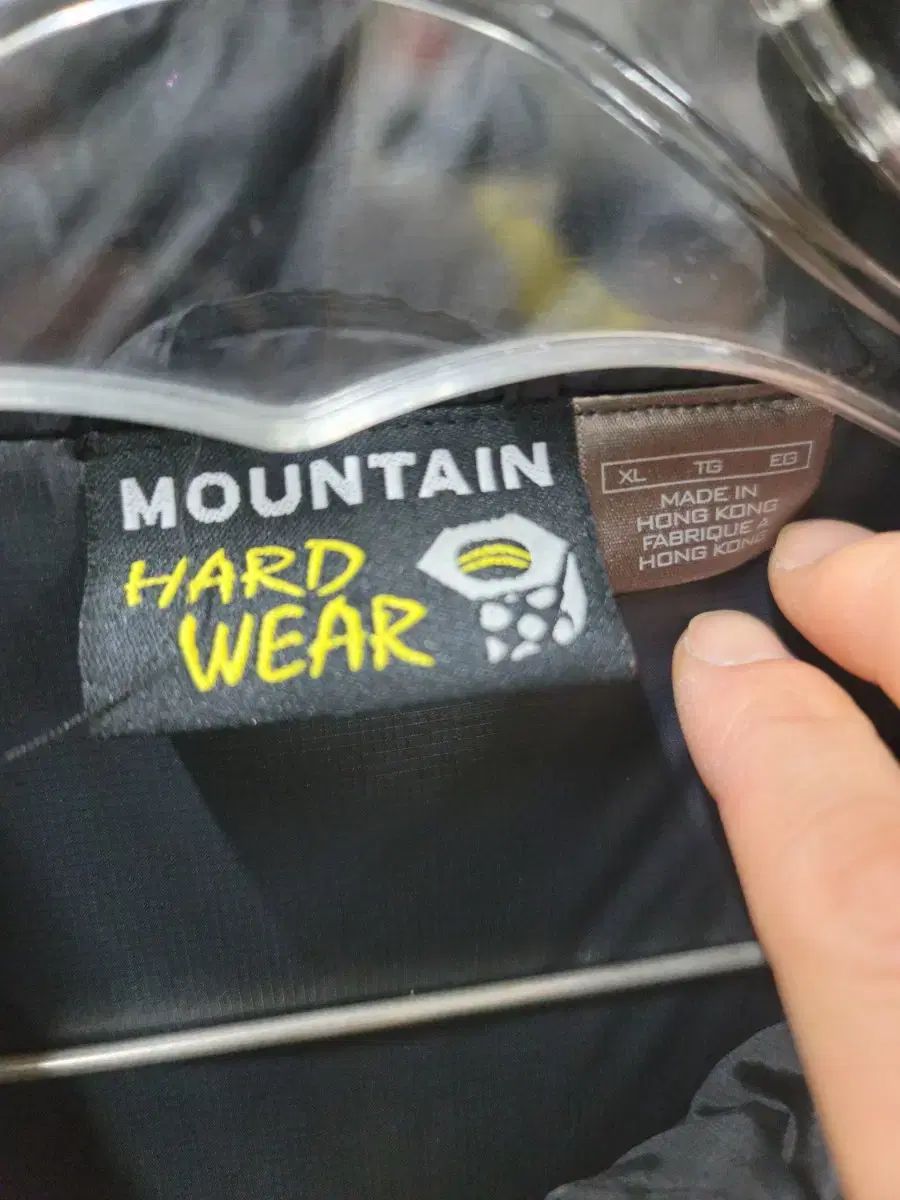 MOUNTAIN
HARD
WEAR
XL TG EG
MADE IN
HONG KONG
FABRIQUE A
HONG KONG